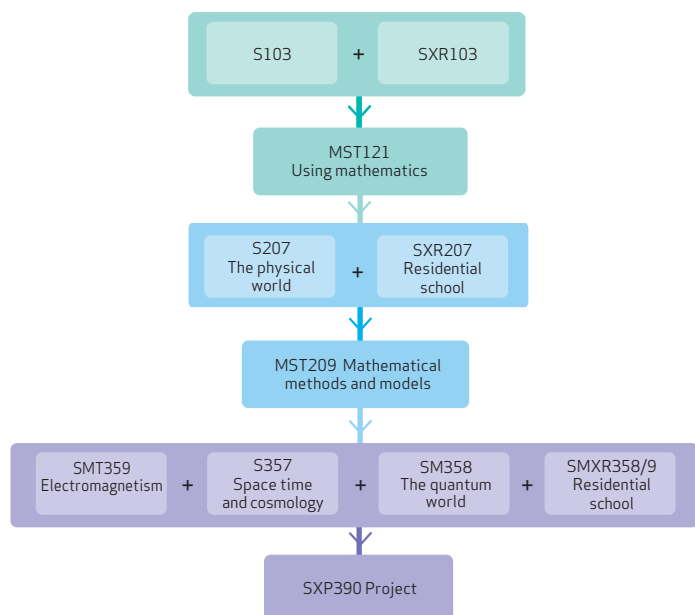 S103 + SXR103
MST121
Using mathematics
S207
The physical
world
+
SXR207
Residential
school
MST209 Mathematical
methods and models
SMT359
Electromagnetism
+
S357
Space time
and cosmology
+
SM358
The quantum
world
+
SMXR358/9
Residential
school
SXP390 Project